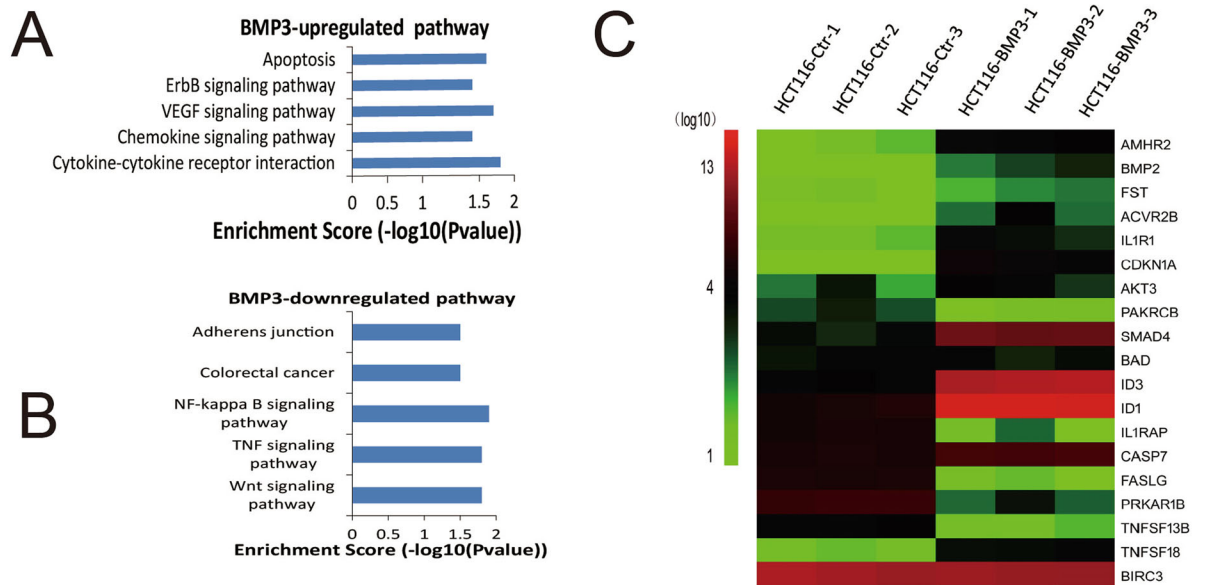 A
BMP3-upregulated pathway
Apoptosis
ErbB signaling pathway
VEGF signaling pathway
Chemokine signaling pathway
Cytokine-cytokine receptor interaction
0 0.5 1 1.5 2
Enrichment Score (-log10(Pvalue))
B
BMP3-downregulated pathway
Adherens junction
Colorectal cancer
NF-kappa B signaling
pathway
TNF signaling
pathway
Wnt signaling
pathway
0 0.5 1 1.5 2
Enrichment Score (-log10(Pvalue))
C
HCT116-Ctr-1
HCT116-Ctr-2
HCT116-Ctr-3
HCT116-BMP3-1
HCT116-BMP3-2
HCT116-BMP3-3
(log10)
13
4
1
AMHR2
BMP2
FST
ACVR2B
IL1R1
CDKN1A
AKT3
PAKRCB
SMAD4
BAD
ID3
ID1
IL1RAP
CASP7
FASLG
PRKAR1B
TNFSF13B
TNFSF18
BIRC3